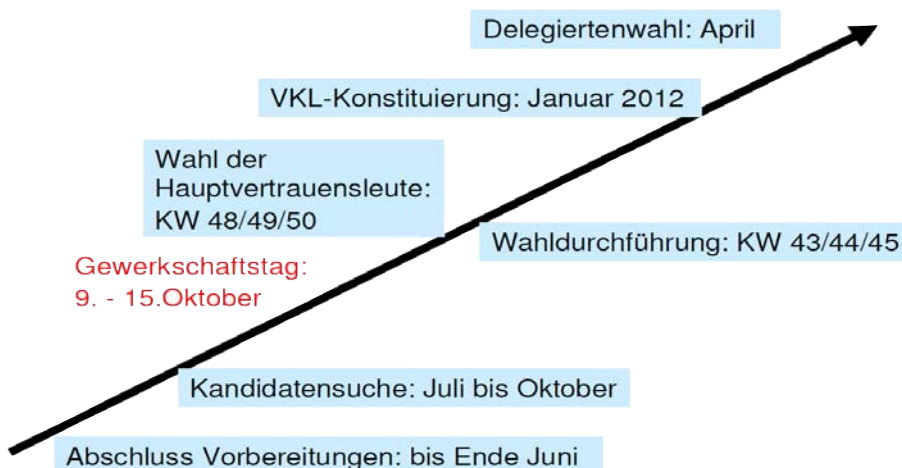 Delegiertenwahl: April
VKL-Konstituierung: Januar 2012
Wahl der
Hauptvertrauensleute:
KW 48/49/50
Wahldurchführung: KW 43/44/45
Gewerkschaftstag:
9. - 15.Oktober
Kandidatensuche: Juli bis Oktober
Abschluss Vorbereitungen: bis Ende Juni